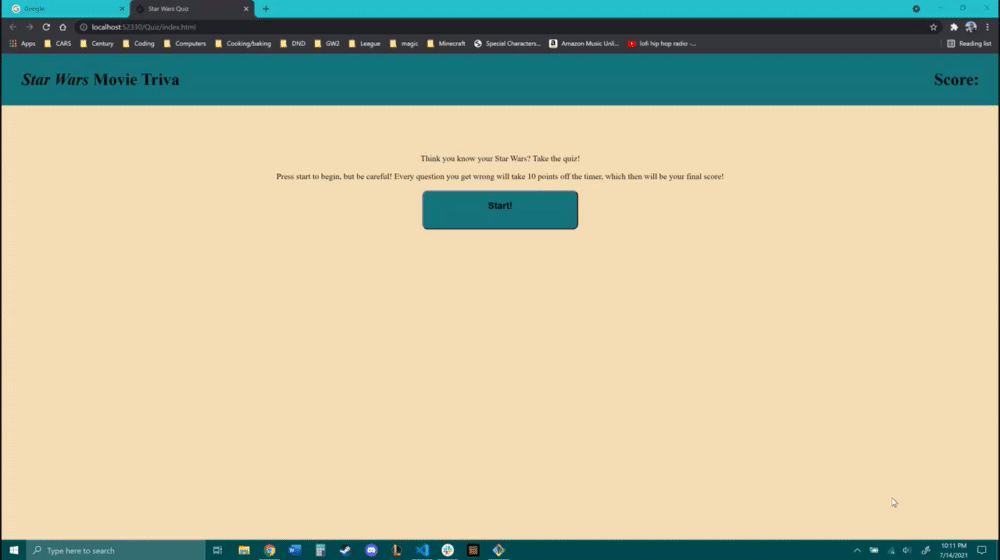 Google
Star Wars Quiz
localhost:52330/Quiz/index.html
Apps CARS Century Coding Computers Cooking/baking DND GW2 League magic Minecraft Special Characters... Amazon Music Unli... lofi hip hop radio -... Reading list
Star Wars Movie Triva Score:
Think you know your Star Wars? Take the quiz!
Press start to begin, but be careful! Every question you get wrong will take 10 points off the timer, which then will be your final score!
Start!
Type here to search
10:11 PM
7/14/2021